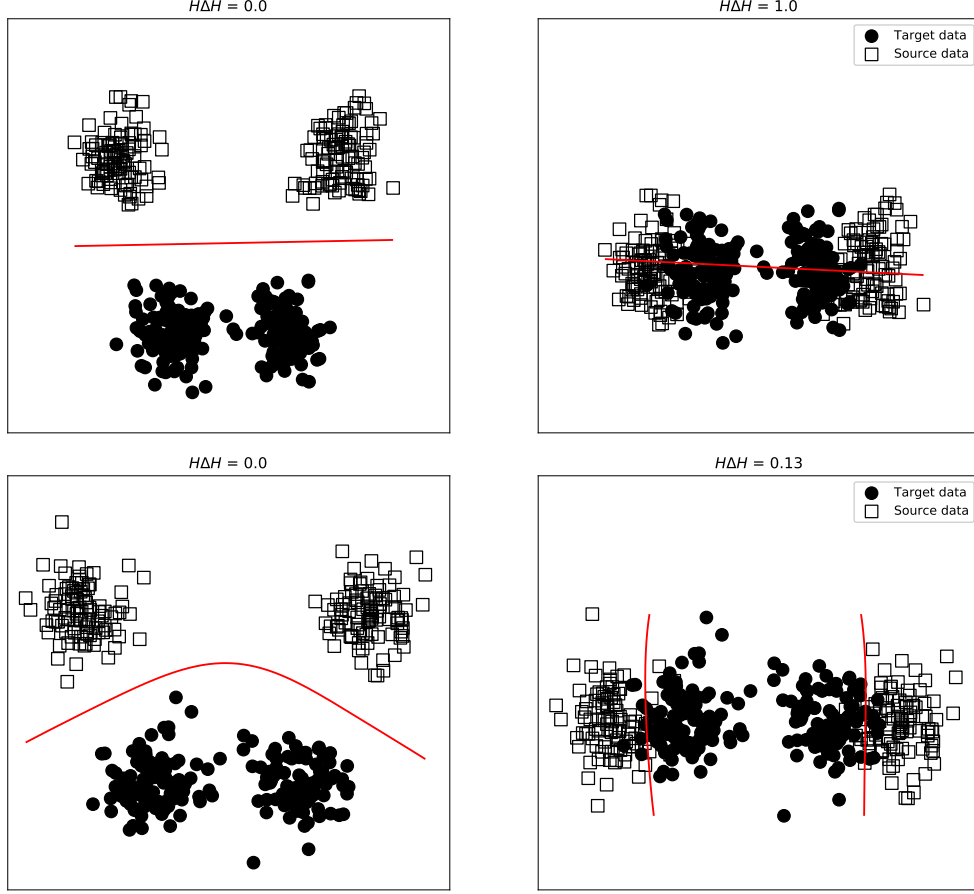 HΔH = 0.0
HΔH = 1.0
Target data
Source data
HΔH = 0.0
HΔH = 0.13
Target data
Source data